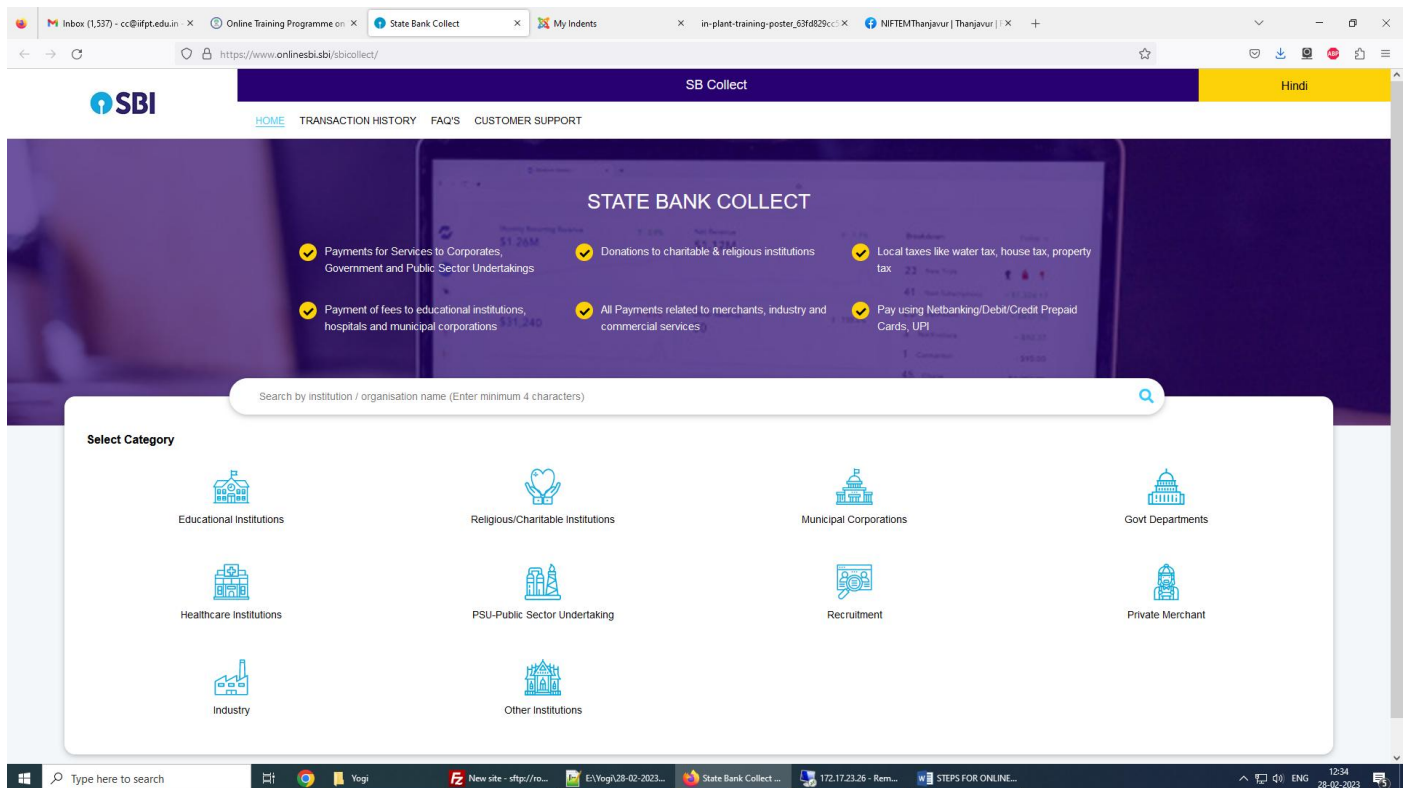 Inbox (1,537) - cc@iifpt.edu.in -
Online Training Programme on
State Bank Collect
My Indents
in-plant-training-poster_63fd829cc5
NIFTEMThanjavur | Thanjavur |
https://www.onlinesbi.sbi/sbicollect/
ABP
SBI
SB Collect
Hindi
HOME TRANSACTION HISTORY FAQ'S CUSTOMER SUPPORT
STATE BANK COLLECT
Payments for Services to Corporates,
Government and Public Sector Undertakings
Donations to charitable & religious institutions
Local taxes like water tax, house tax, property
tax
Payment of fees to educational institutions,
hospitals and municipal corporations
All Payments related to merchants, industry and
commercial services
Pay using Netbanking/Debit/Credit Prepaid
Cards, UPI
$1.26M
$31,240
Search by institution / organisation name (Enter minimum 4 characters)
Select Category
Educational Institutions
Religious/Charitable Institutions
Municipal Corporations
Govt Departments
Healthcare Institutions
PSU-Public Sector Undertaking
Recruitment
Private Merchant
Industry
Other Institutions
Type here to search
Yogi
New site - sftp://ro...
E:\Yogi\28-02-2023...
State Bank Collect ...
172.17.23.26 - Rem...
STEPS FOR ONLINE...
ENG
12:34
28-02-2023
5